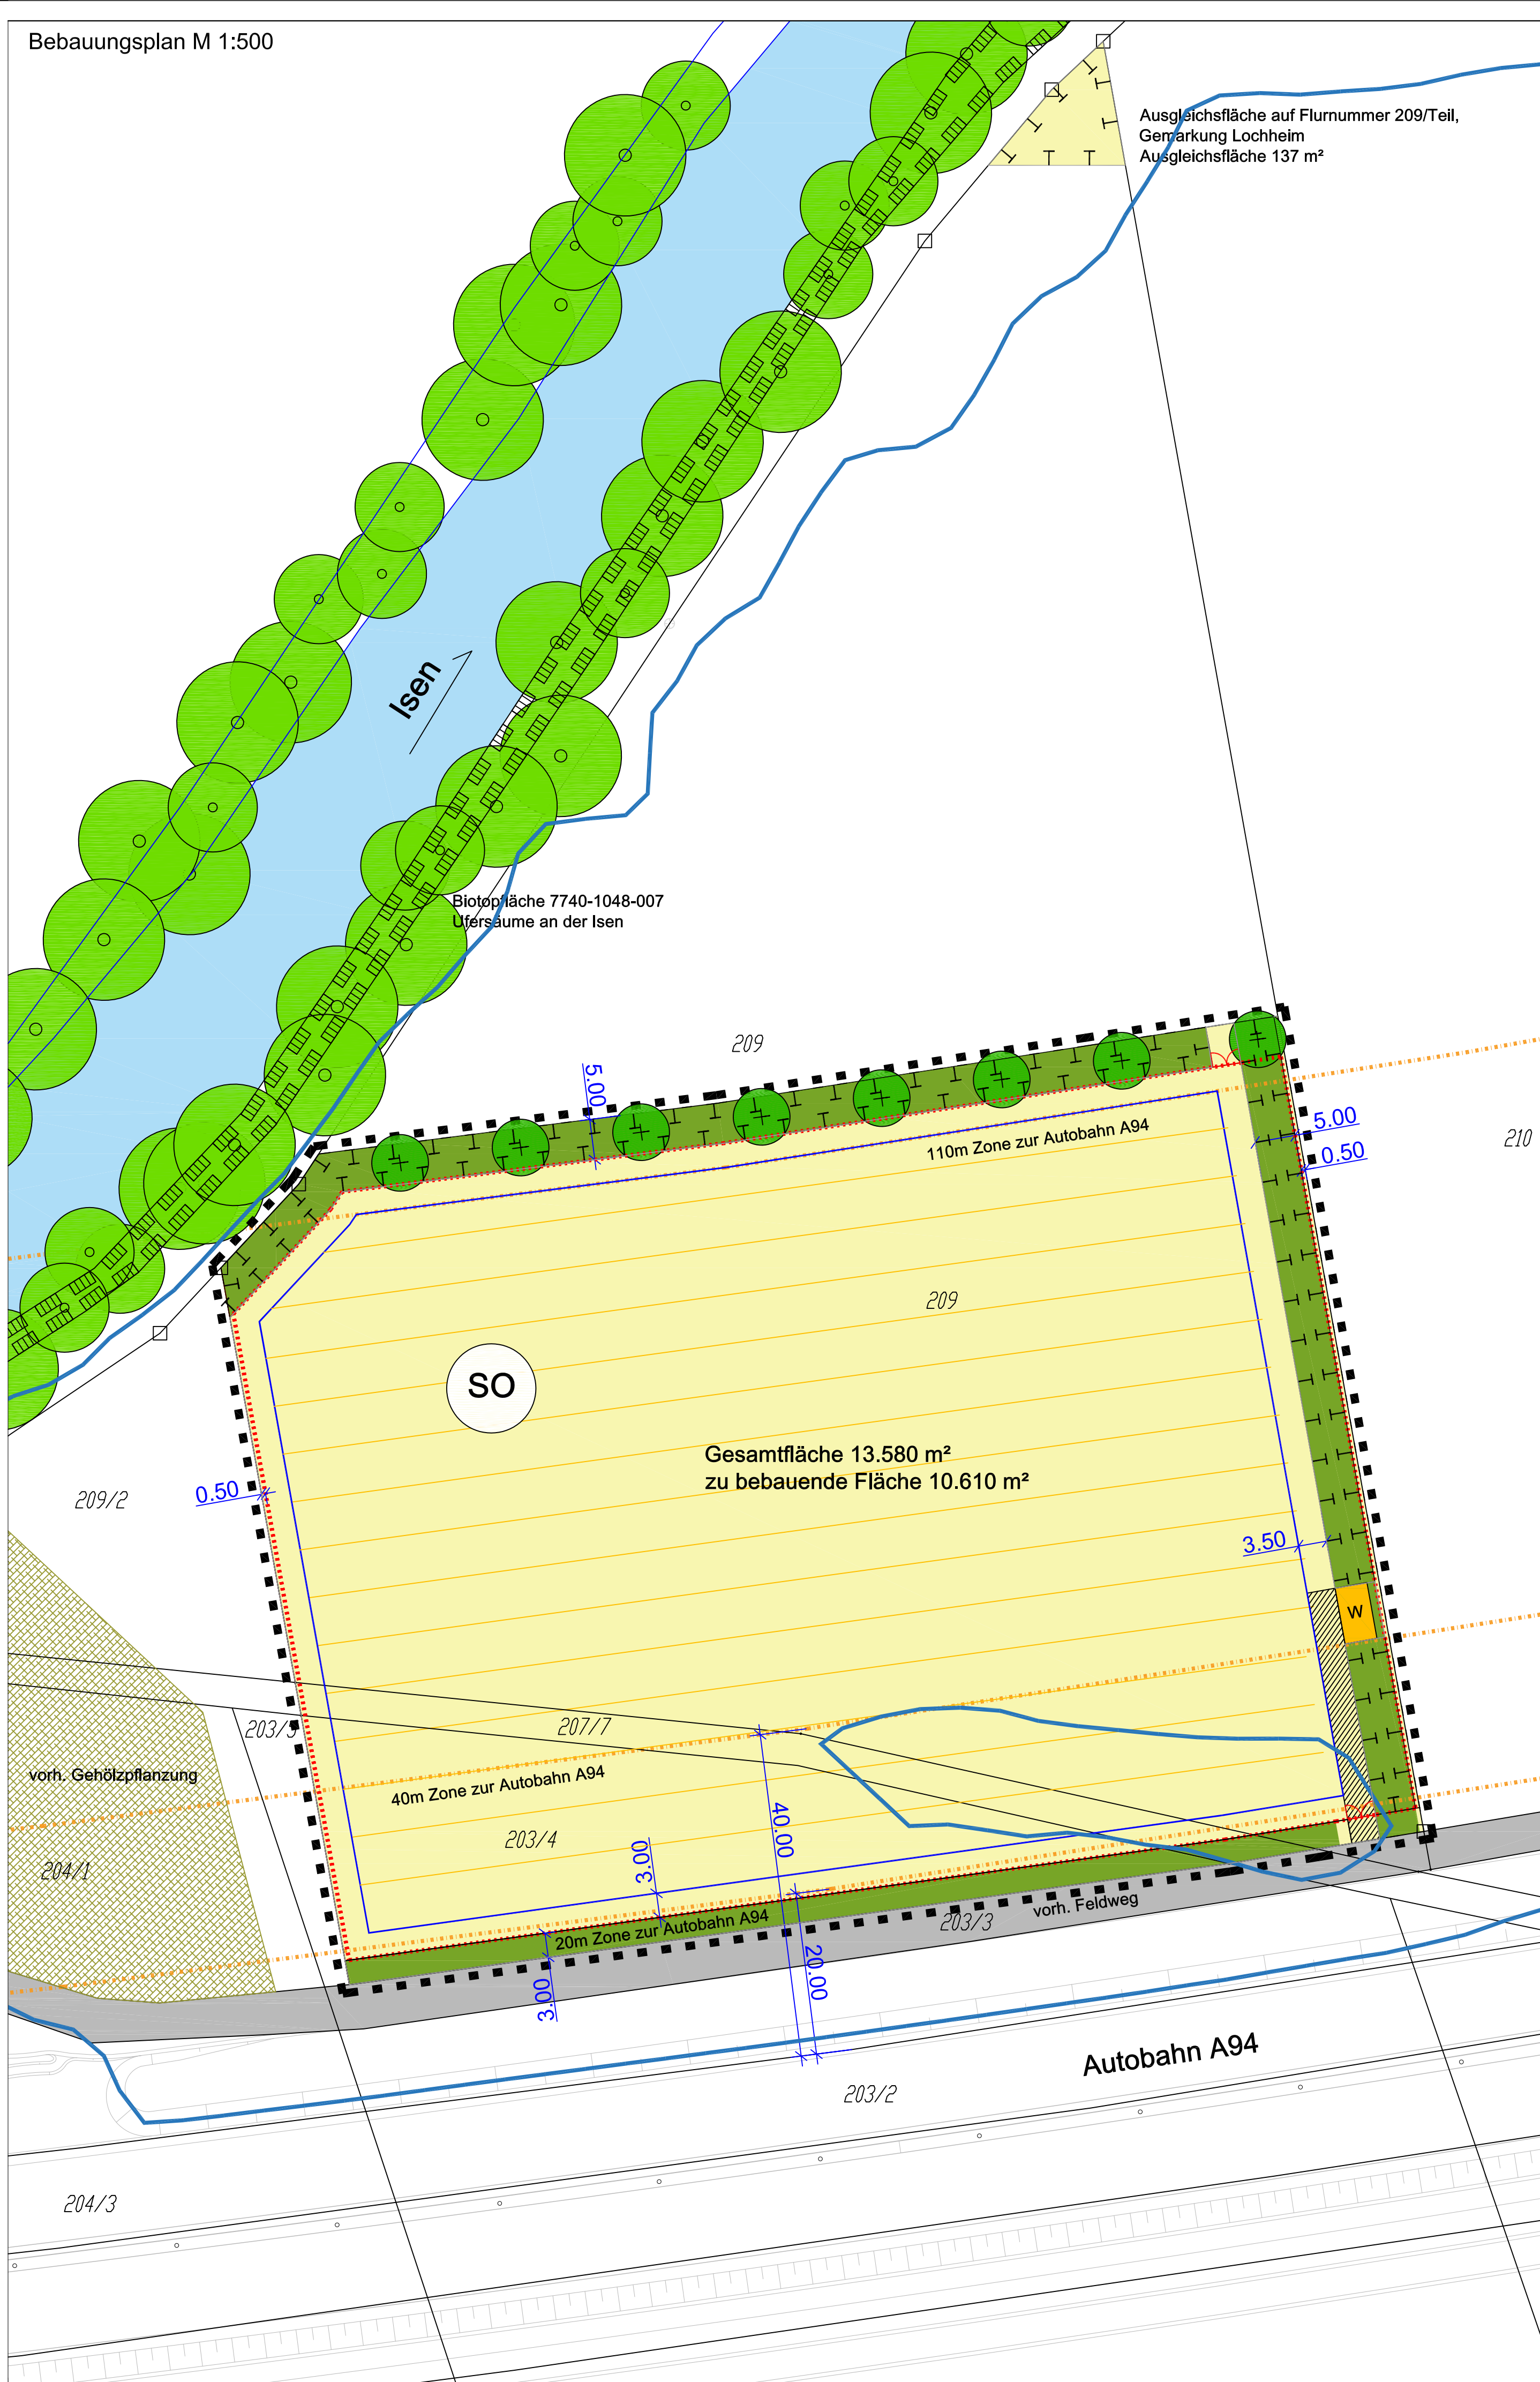 Bebauungsplan M 1:500
Ausgleichsfläche auf Flurnummer 209/Teil,
Gemarkung Lochheim
Ausgleichsfläche 137 m²
Isen
Biotopfläche 7740-1048-007
Ufersäume an der Isen
209
5.00
110m Zone zur Autobahn A94
5.00
0.50
210
209
SO
Gesamtfläche 13.580 m²
zu bebauende Fläche 10.610 m²
209/2
0.50
3.50
W
203/5
207/7
vorh. Gehölzpflanzung
40m Zone zur Autobahn A94
40.00
203/4
3.00
204/1
20m Zone zur Autobahn A94
203/3
vorh. Feldweg
3.00
20.00
Autobahn A94
203/2
204/3